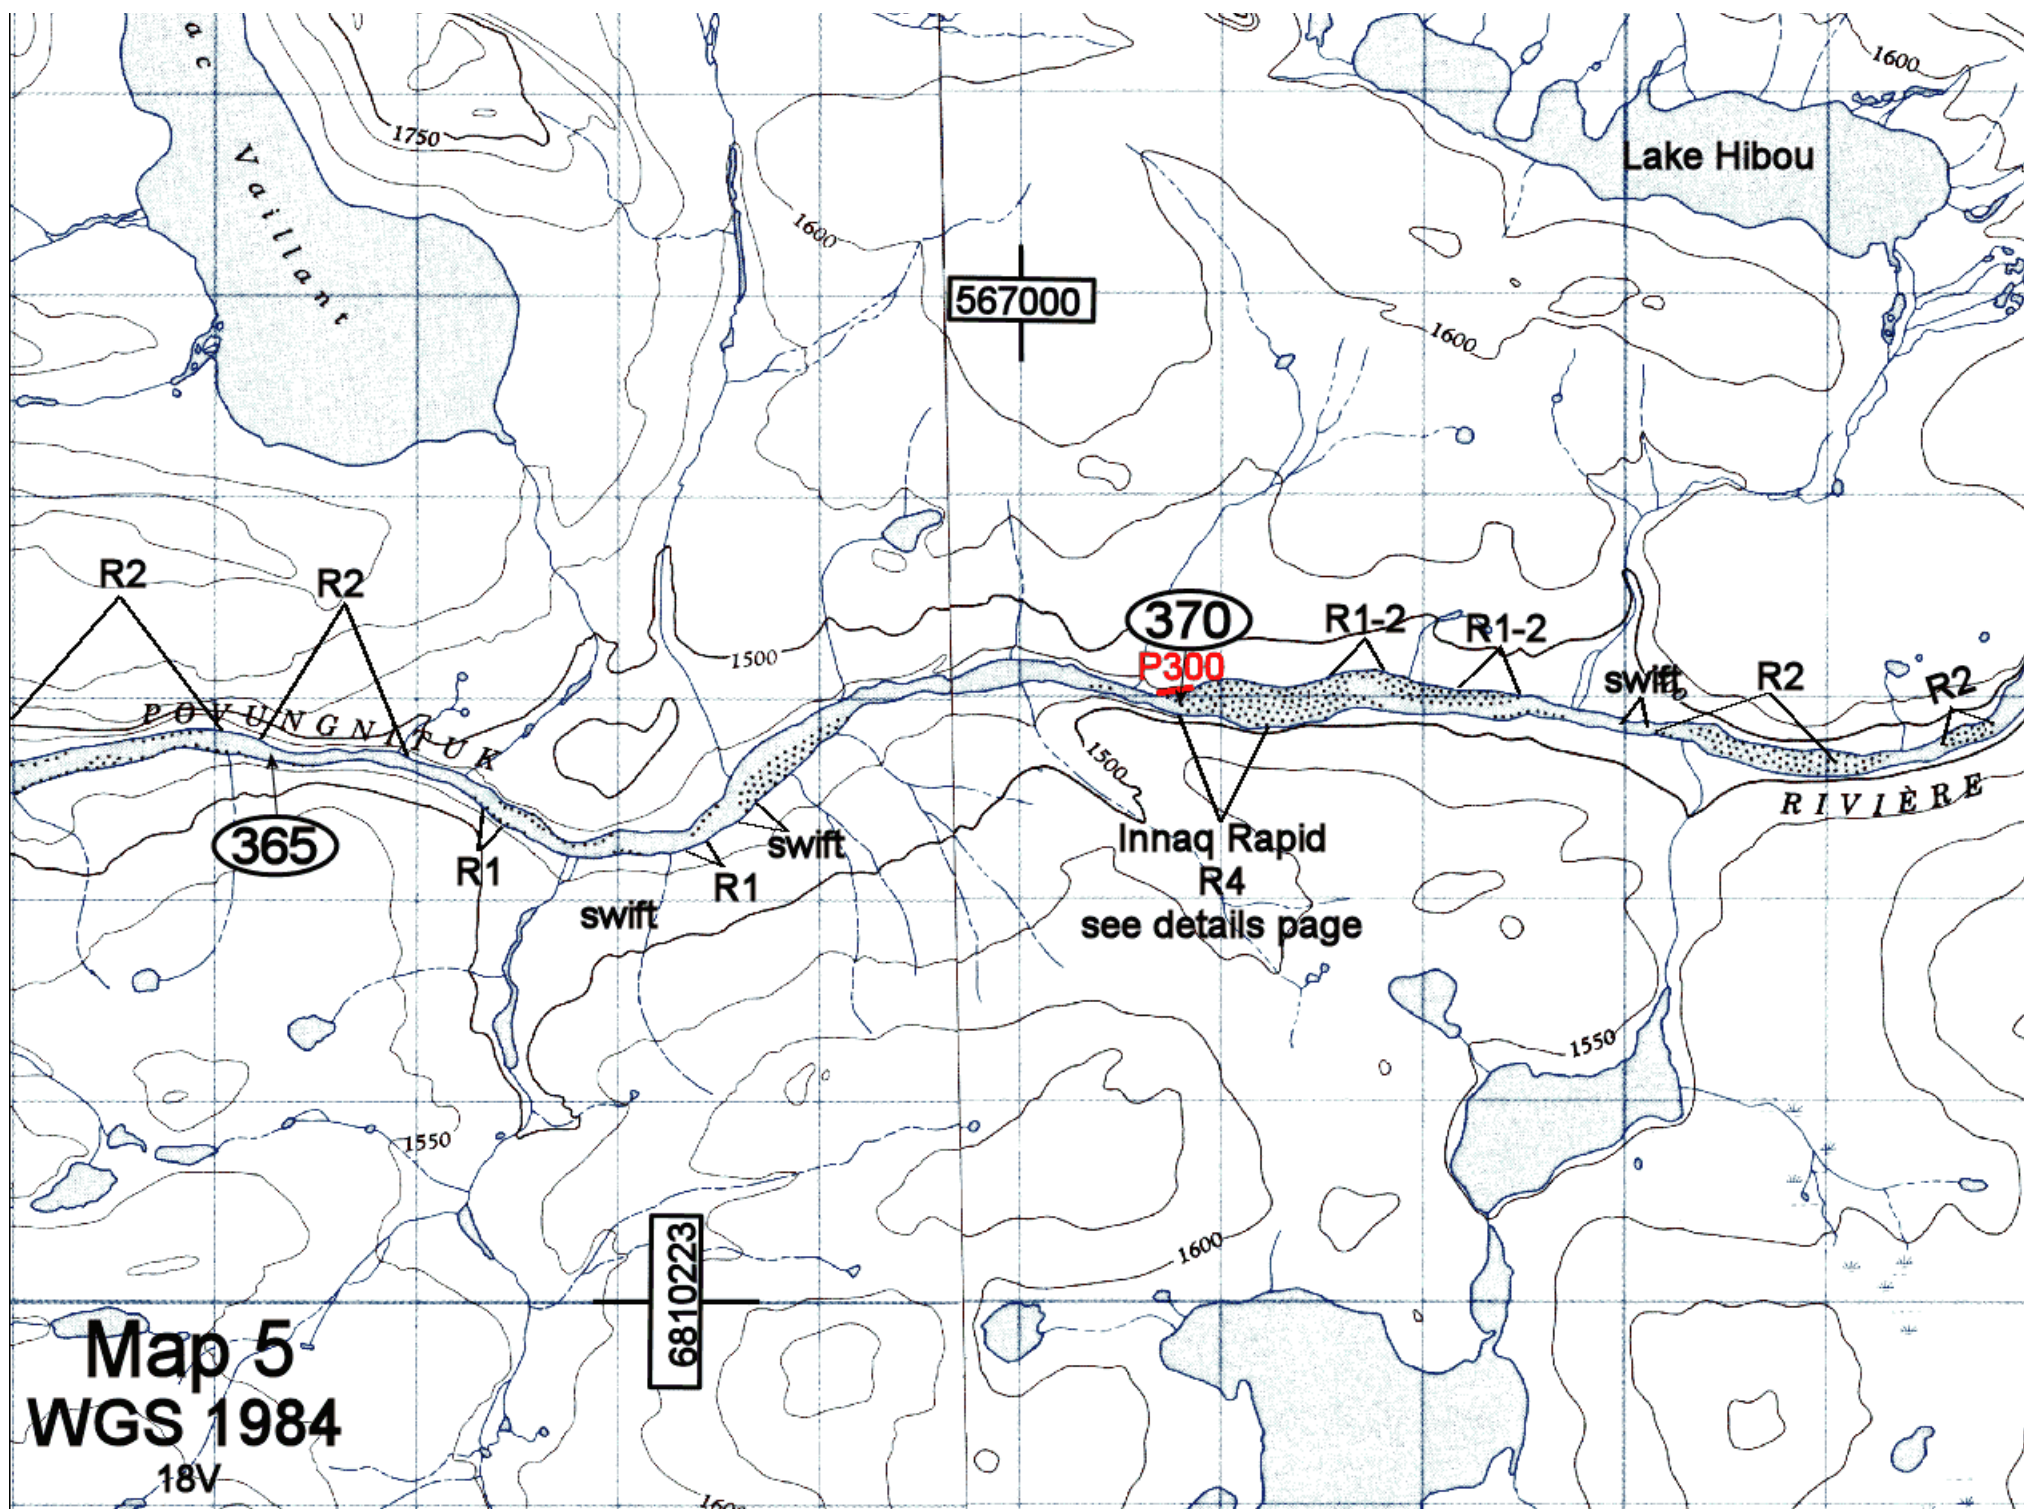 ac
Vaillant
1750
1600
1600
Lake Hibou
567000
1600
1600
R2
R2
370
P300
R1-2
R1-2
1500
swift
R2
R2
POVUNGNITUK
1500
RIVIÈRE
365
R1
swift
R1
swift
Innaq Rapid
R4
see details page
1550
1550
1600
6810223
Map 5
WGS 1984
18V
1600